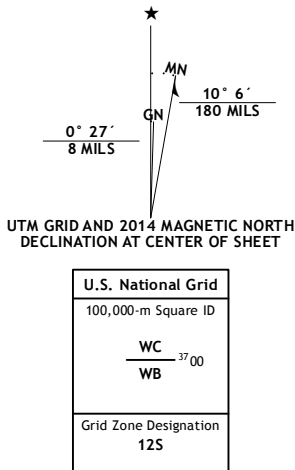 ★
MN
GN
10° 6´
180 MILS
0° 27´
8 MILS
UTM GRID AND 2014 MAGNETIC NORTH
DECLINATION AT CENTER OF SHEET
U.S. National Grid
100,000-m Square ID
WC
3700
WB
Grid Zone Designation
12S